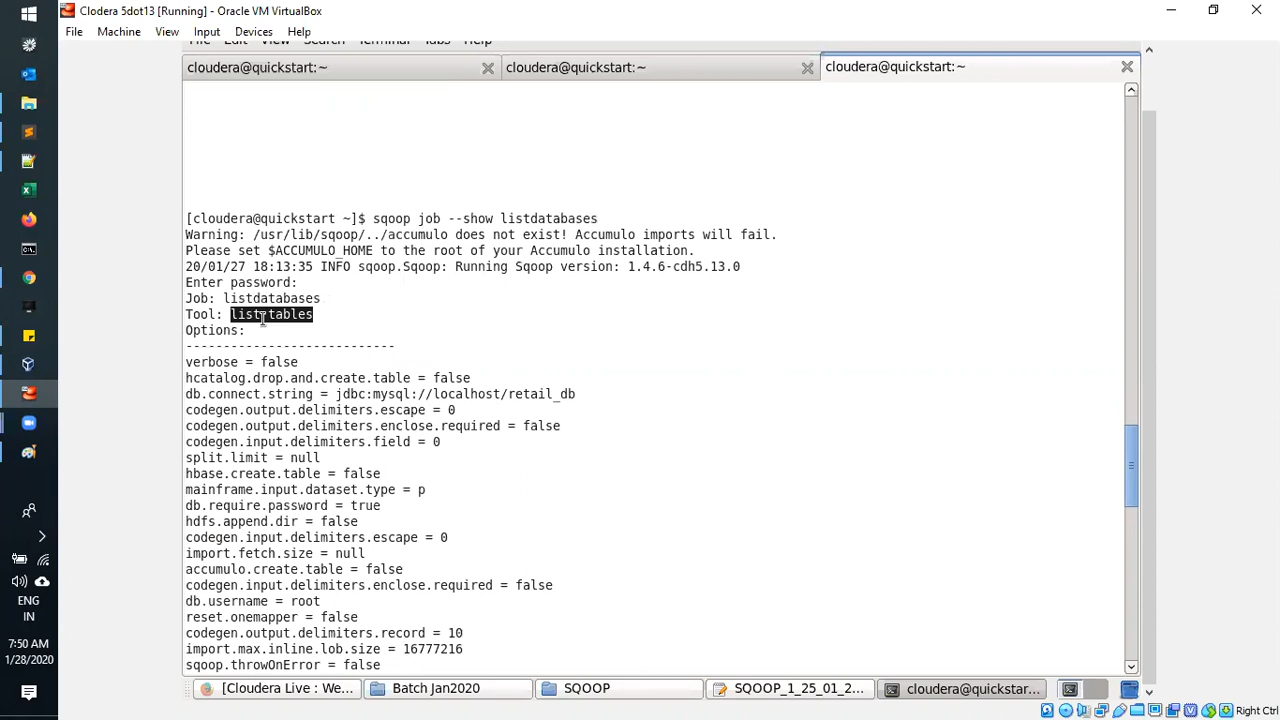 Clodera 5dot13 [Running] - Oracle VM VirtualBox
File Machine View Input Devices Help
File Edit View Search Terminal Tabs Help
cloudera@quickstart:~ cloudera@quickstart:~ cloudera@quickstart:~
[cloudera@quickstart ~]$ sqoop job --show listdatabases
Warning: /usr/lib/sqoop/../accumulo does not exist! Accumulo imports will fail.
Please set $ACCUMULO_HOME to the root of your Accumulo installation.
20/01/27 18:13:35 INFO sqoop.Sqoop: Running Sqoop version: 1.4.6-cdh5.13.0
Enter password:
Job: listdatabases
Tool: list-tables
Options:
----------------------------
verbose = false
hcatalog.drop.and.create.table = false
db.connect.string = jdbc:mysql://localhost/retail_db
codegen.output.delimiters.escape = 0
codegen.output.delimiters.enclose.required = false
codegen.input.delimiters.field = 0
split.limit = null
hbase.create.table = false
mainframe.input.dataset.type = p
db.require.password = true
hdfs.append.dir = false
codegen.input.delimiters.escape = 0
import.fetch.size = null
accumulo.create.table = false
codegen.input.delimiters.enclose.required = false
db.username = root
reset.onemapper = false
codegen.output.delimiters.record = 10
import.max.inline.lob.size = 16777216
sqoop.throwOnError = false
[Cloudera Live : We... Batch Jan2020 SQOOP SQOOP_1_25_01_2... cloudera@quickstar...
ENG
IN
7:50 AM
1/28/2020
Right Ctrl